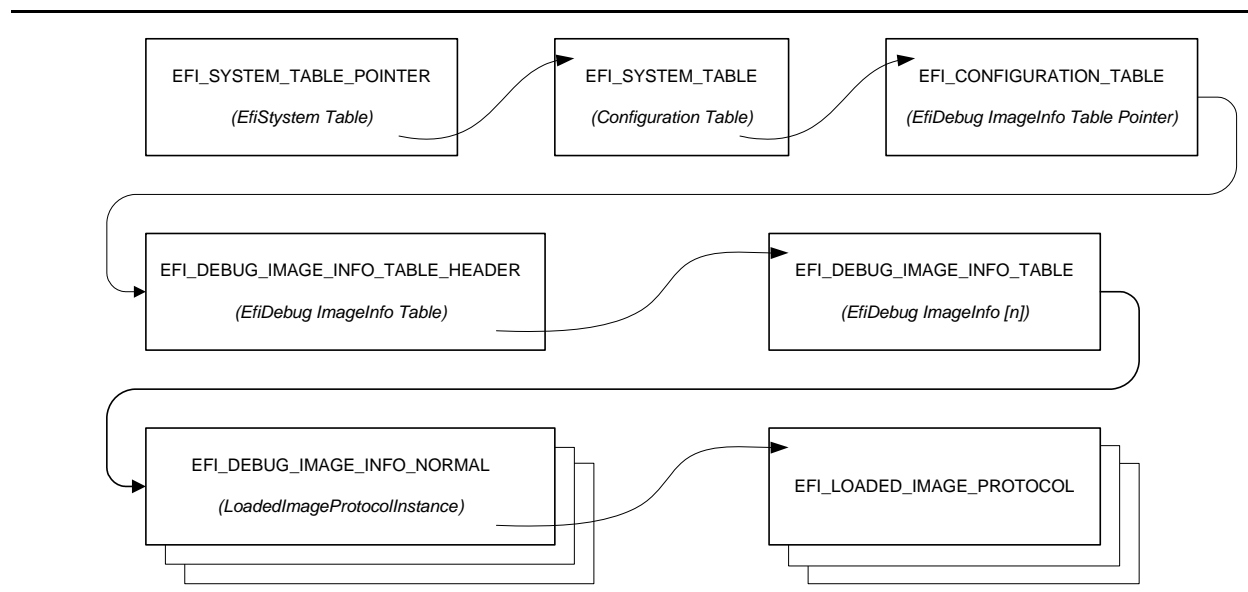 EFI_SYSTEM_TABLE_POINTER
(EfiStystem Table)
EFI_SYSTEM_TABLE
(Configuration Table)
EFI_CONFIGURATION_TABLE
(EfiDebug ImageInfo Table Pointer)
EFI_DEBUG_IMAGE_INFO_TABLE_HEADER
(EfiDebug ImageInfo Table)
EFI_DEBUG_IMAGE_INFO_TABLE
(EfiDebug ImageInfo [n])
EFI_DEBUG_IMAGE_INFO_NORMAL
(LoadedImageProtocolInstance)
EFI_LOADED_IMAGE_PROTOCOL